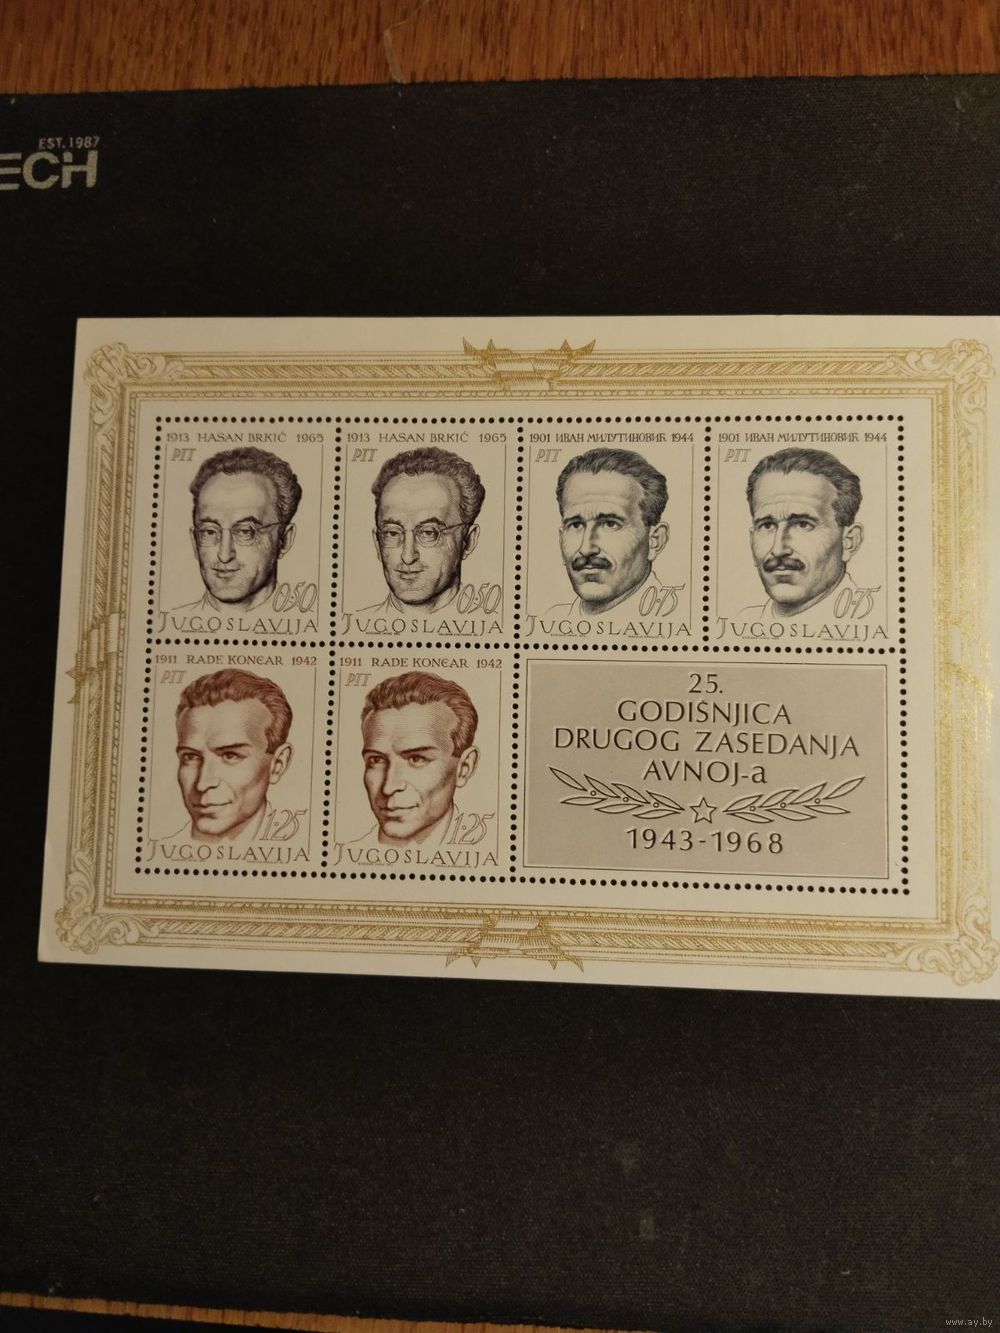 EST. 1987
ECH
1913 HASAN BRKIĆ 1965
PTT
0·50
JUGOSLAVIJA
1913 HASAN BRKIĆ 1965
PTT
0·50
JUGOSLAVIJA
1901 ИВАН МИЛУТИНОВИЋ 1944
PTT
0·75
JUGOSLAVIJA
1901 ИВАН МИЛУТИНОВИЋ 1944
PTT
0·75
JUGOSLAVIJA
1911 RADE KONČAR 1942
PTT
1·25
JUGOSLAVIJA
1911 RADE KONČAR 1942
PTT
1·25
JUGOSLAVIJA
25.
GODIŠNJICA
DRUGOG ZASEDANJA
AVNOJ-a
1943-1968
www.ay.by